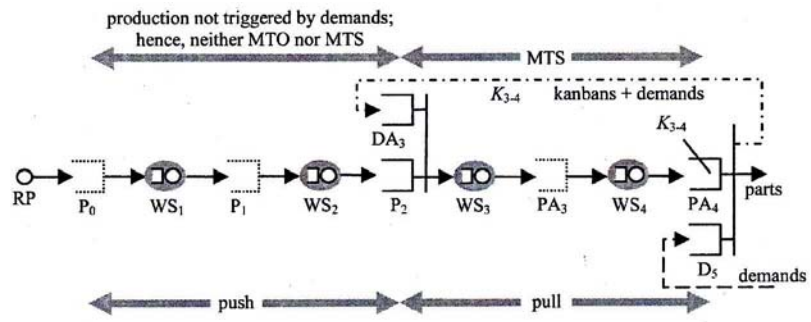 production not triggered by demands;
hence, neither MTO nor MTS
MTS
K3-4 kanbans + demands
DA3
K3-4
RP
P0
WS1
P1
WS2
P2
WS3
PA3
WS4
PA4
parts
D5
demands
push
pull